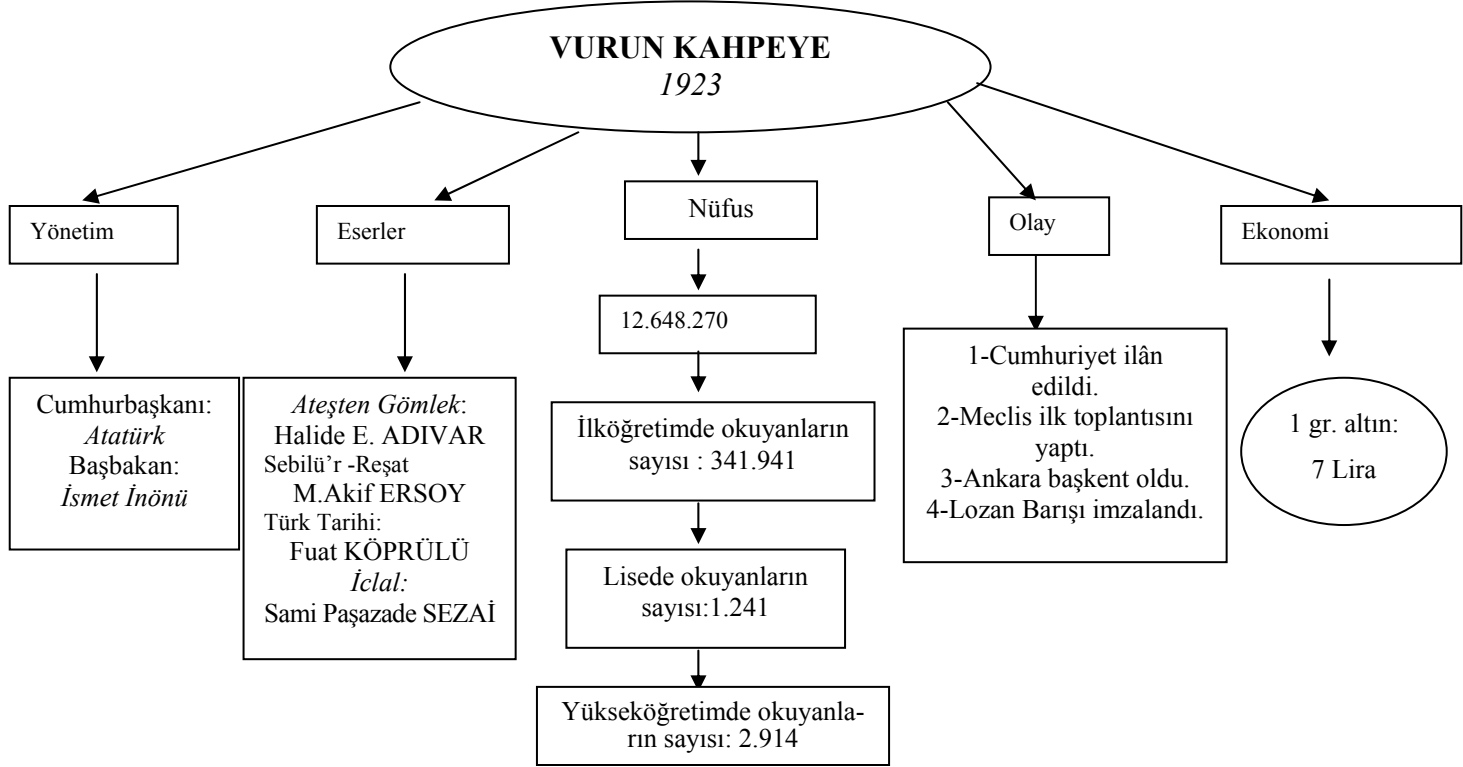 VURUN KAHPEYE
1923
Yönetim
Eserler
Nüfus
Olay
Ekonomi
Cumhurbaşkanı:
Atatürk
Başbakan:
İsmet İnönü
Ateşten Gömlek:
Halide E. ADIVAR
Sebilü’r -Reşat
M.Akif ERSOY
Türk Tarihi:
Fuat KÖPRÜLÜ
İclal:
Sami Paşazade SEZAİ
12.648.270
İlköğretimde okuyanların
sayısı : 341.941
Lisede okuyanların
sayısı:1.241
Yükseköğretimde okuyanla-
rın sayısı: 2.914
1-Cumhuriyet ilân
edildi.
2-Meclis ilk toplantısını
yaptı.
3-Ankara başkent oldu.
4-Lozan Barışı imzalandı.
1 gr. altın:
7 Lira